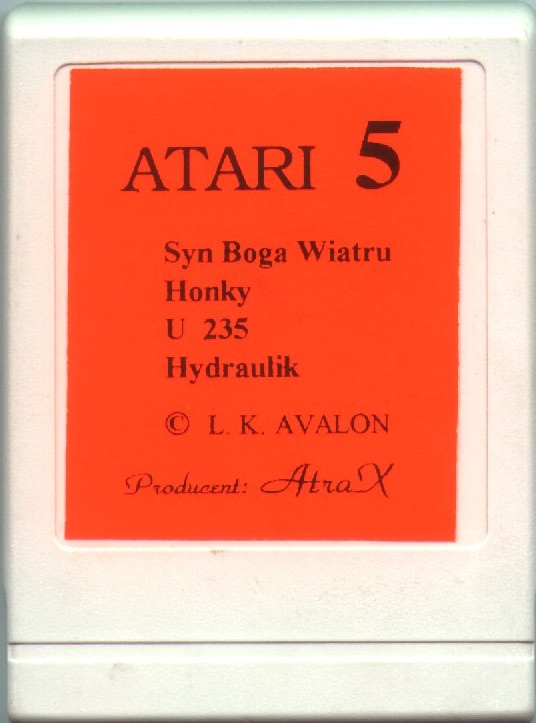 ATARI 5
Syn Boga Wiatru
Honky
U 235
Hydraulik
© L. K. AVALON
Producent: AtraX